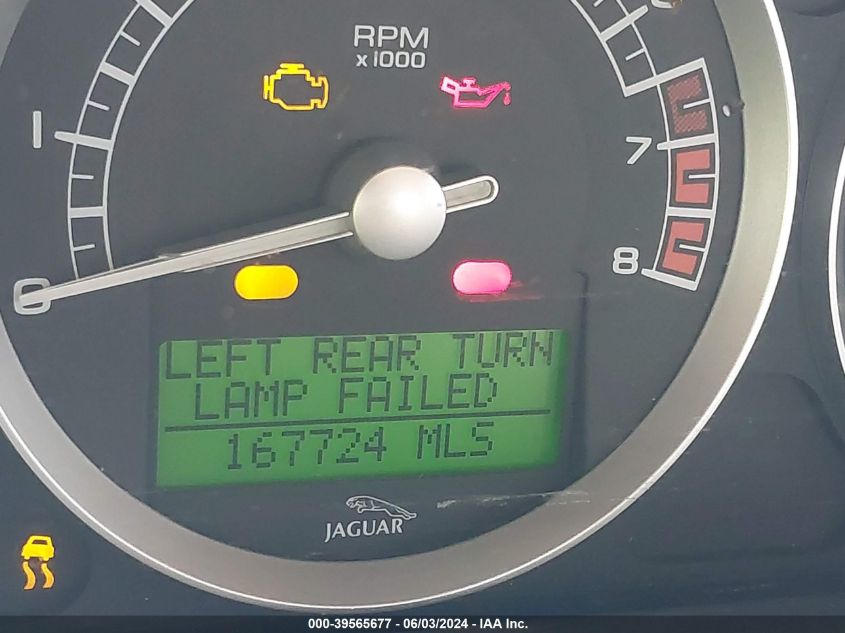 RPM
x 1000
1
7
0
8
LEFT REAR TURN
LAMP FAILED
167724 MLS
JAGUAR
000-39565677 - 06/03/2024 - IAA Inc.